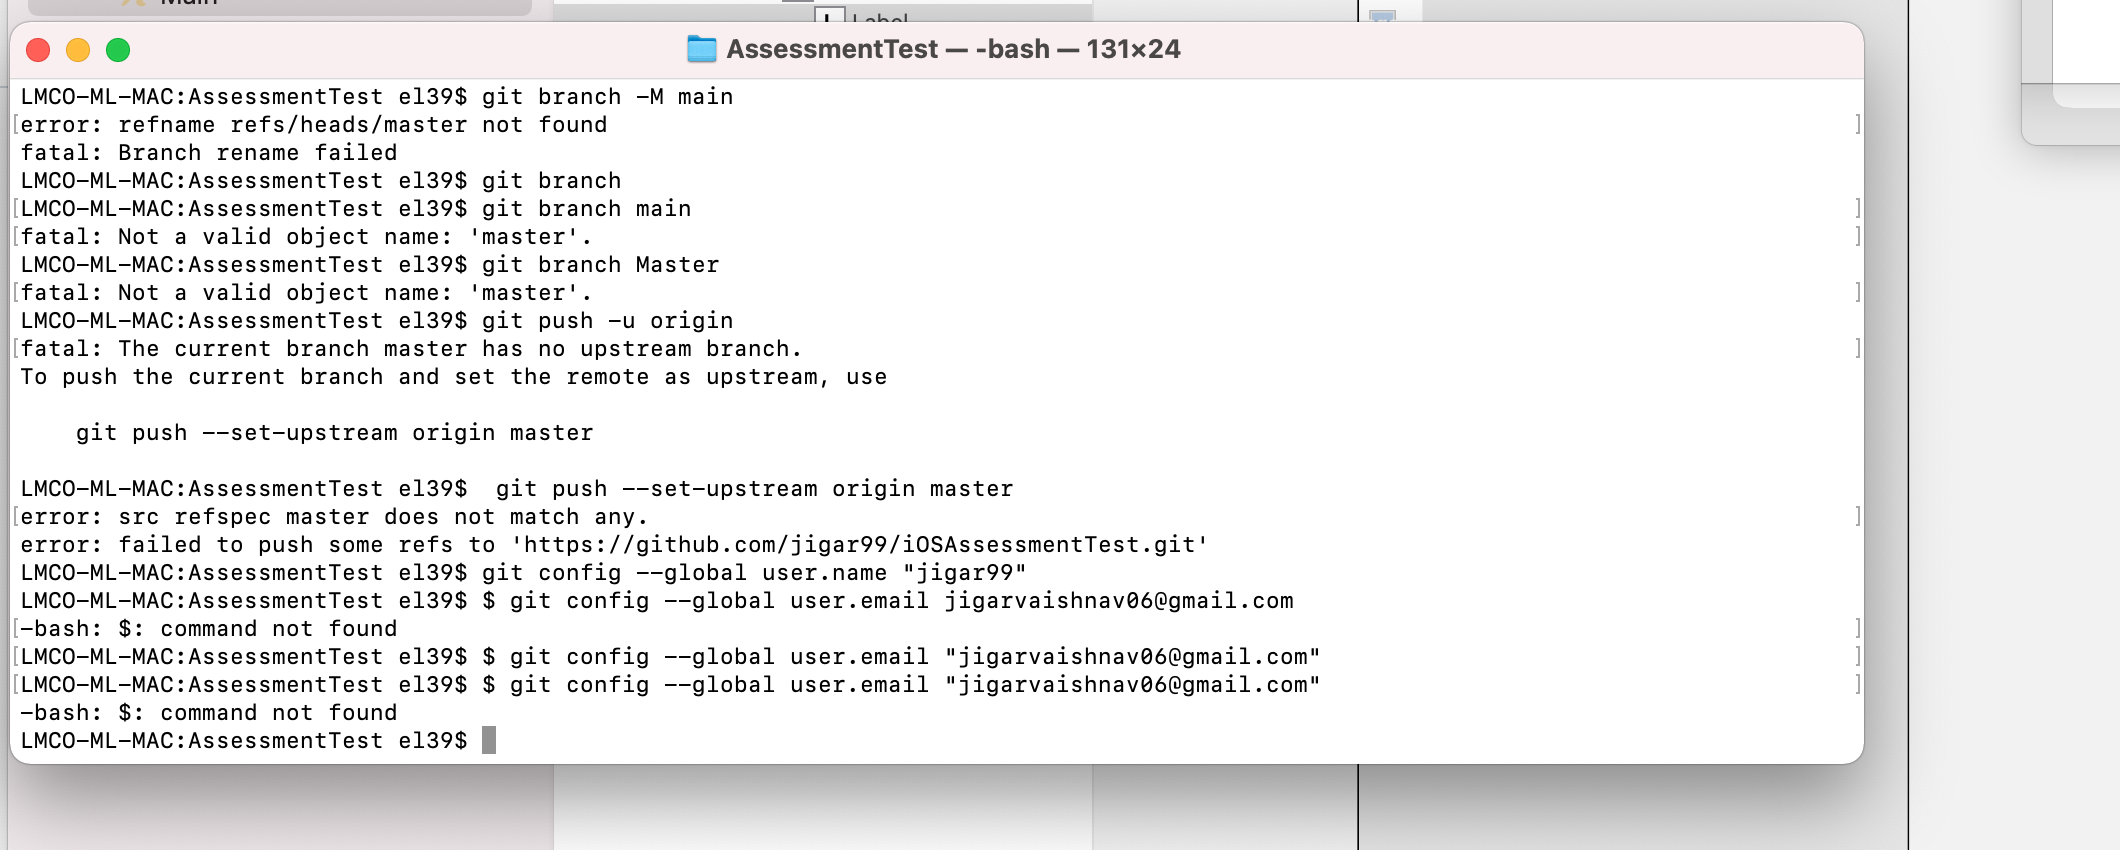 Main
L Label
AssessmentTest — -bash — 131×24
LMCO-ML-MAC:AssessmentTest el39$ git branch -M main
[error: refname refs/heads/master not found ]
fatal: Branch rename failed
LMCO-ML-MAC:AssessmentTest el39$ git branch
[LMCO-ML-MAC:AssessmentTest el39$ git branch main ]
[fatal: Not a valid object name: 'master'. ]
LMCO-ML-MAC:AssessmentTest el39$ git branch Master
[fatal: Not a valid object name: 'master'. ]
LMCO-ML-MAC:AssessmentTest el39$ git push -u origin
[fatal: The current branch master has no upstream branch. ]
To push the current branch and set the remote as upstream, use
git push --set-upstream origin master
LMCO-ML-MAC:AssessmentTest el39$  git push --set-upstream origin master
[error: src refspec master does not match any. ]
error: failed to push some refs to 'https://github.com/jigar99/iOSAssessmentTest.git'
LMCO-ML-MAC:AssessmentTest el39$ git config --global user.name "jigar99"
LMCO-ML-MAC:AssessmentTest el39$ $ git config --global user.email jigarvaishnav06@gmail.com
[-bash: $: command not found ]
[LMCO-ML-MAC:AssessmentTest el39$ $ git config --global user.email "jigarvaishnav06@gmail.com" ]
[LMCO-ML-MAC:AssessmentTest el39$ $ git config --global user.email "jigarvaishnav06@gmail.com" ]
-bash: $: command not found
LMCO-ML-MAC:AssessmentTest el39$